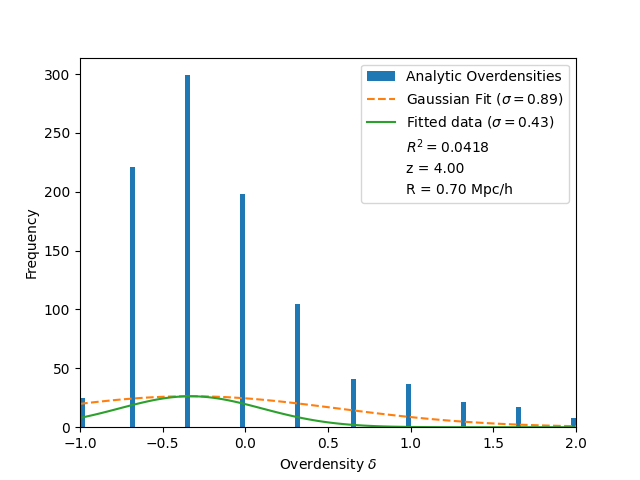 Analytic Overdensities
Gaussian Fit (σ = 0.89)
Fitted data (σ = 0.43)
R² = 0.0418
z = 4.00
R = 0.70 Mpc/h
300
250
200
150
100
50
0
Frequency
−1.0 −0.5 0.0 0.5 1.0 1.5 2.0
Overdensity δ